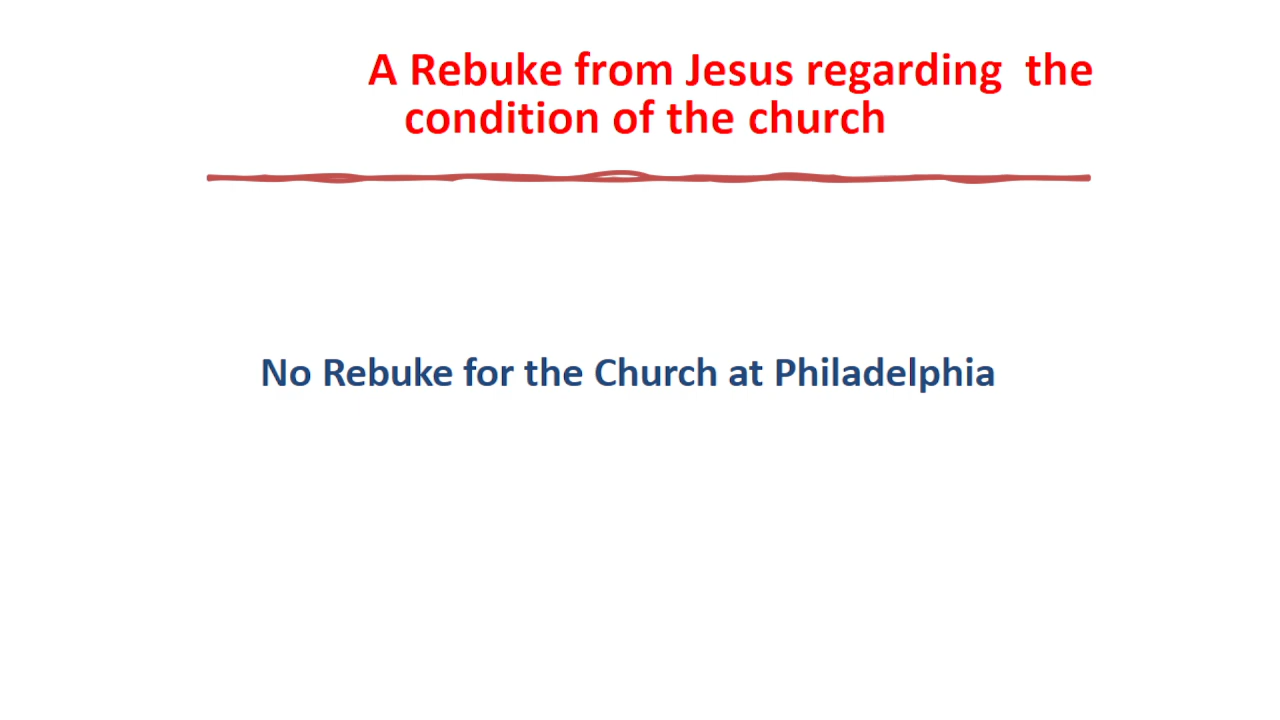 A Rebuke from Jesus regarding  the
condition of the church
No Rebuke for the Church at Philadelphia